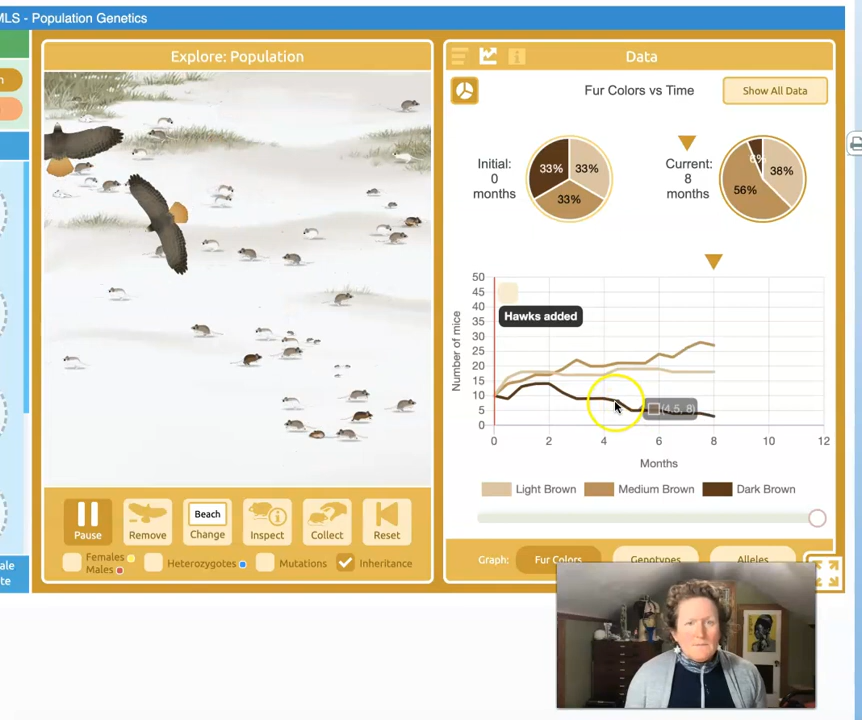 MLS - Population Genetics
Explore: Population
Data
Fur Colors vs Time
Show All Data
Initial:
0
months
33%
33%
33%
Current:
8
months
6%
38%
56%
50
45
40
35
30
25
20
15
10
5
0
Number of mice
Hawks added
(4.5, 8)
0
2
4
6
8
10
12
Months
Light Brown
Medium Brown
Dark Brown
Pause
Remove
Beach
Change
Inspect
Collect
Reset
Females
Males
Heterozygotes
Mutations
Inheritance
Graph:
Fur Colors
Genotypes
Alleles